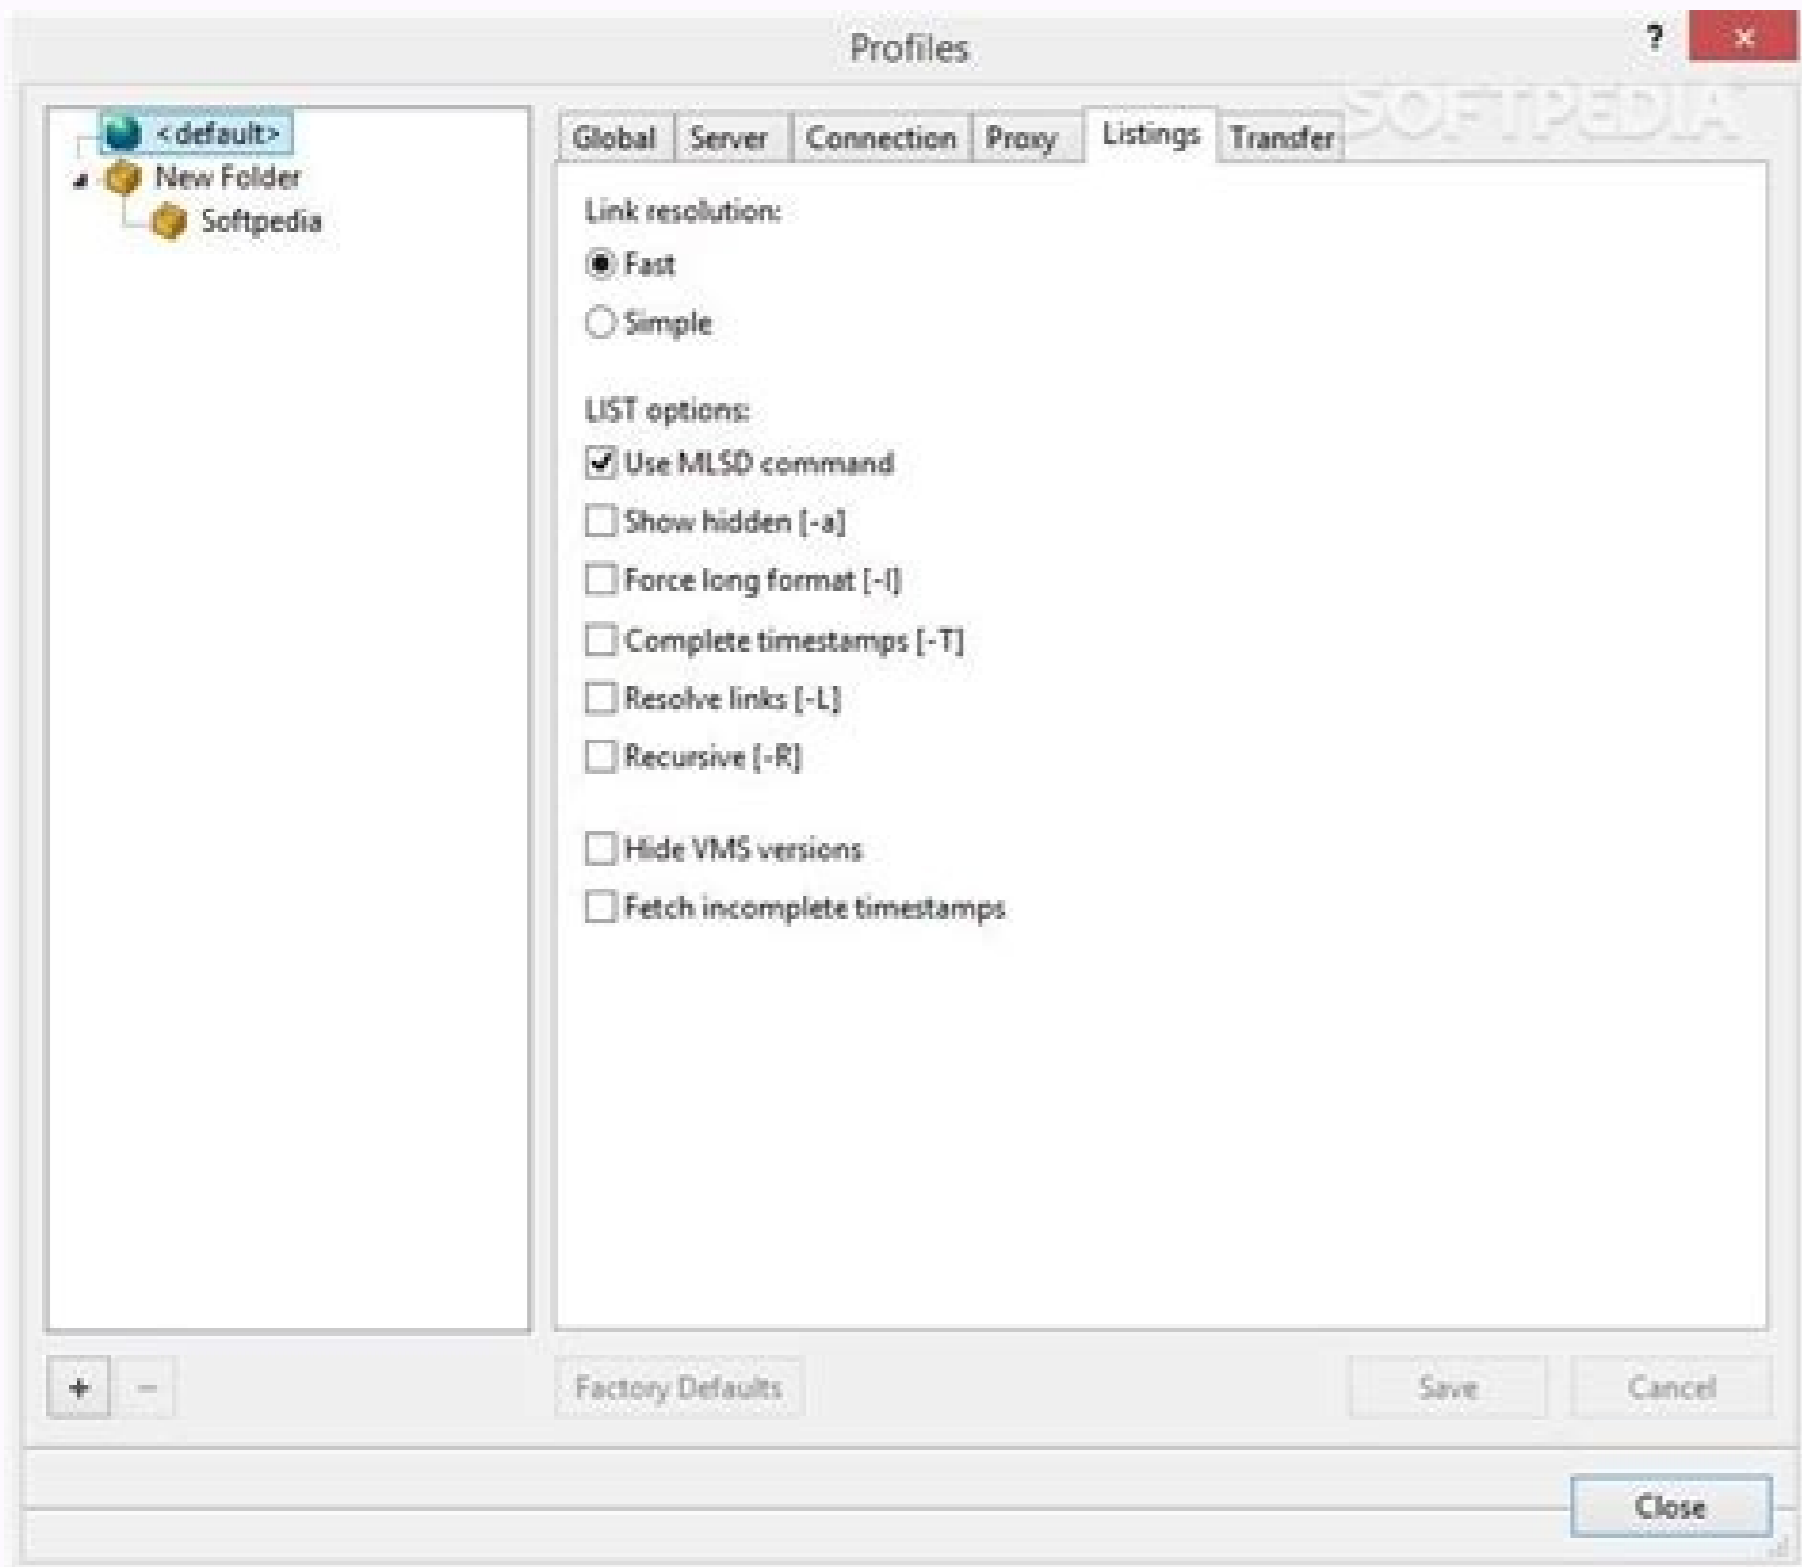 Profiles
?
SOFTPEDIA
<default>
New Folder
Softpedia
Global Server Connection Proxy Listings Transfer
Link resolution:
Fast
Simple
LIST options:
Use MLSD command
Show hidden [-a]
Force long format [-l]
Complete timestamps [-T]
Resolve links [-L]
Recursive [-R]
Hide VMS versions
Fetch incomplete timestamps
+ −
Factory Defaults Save Cancel
Close